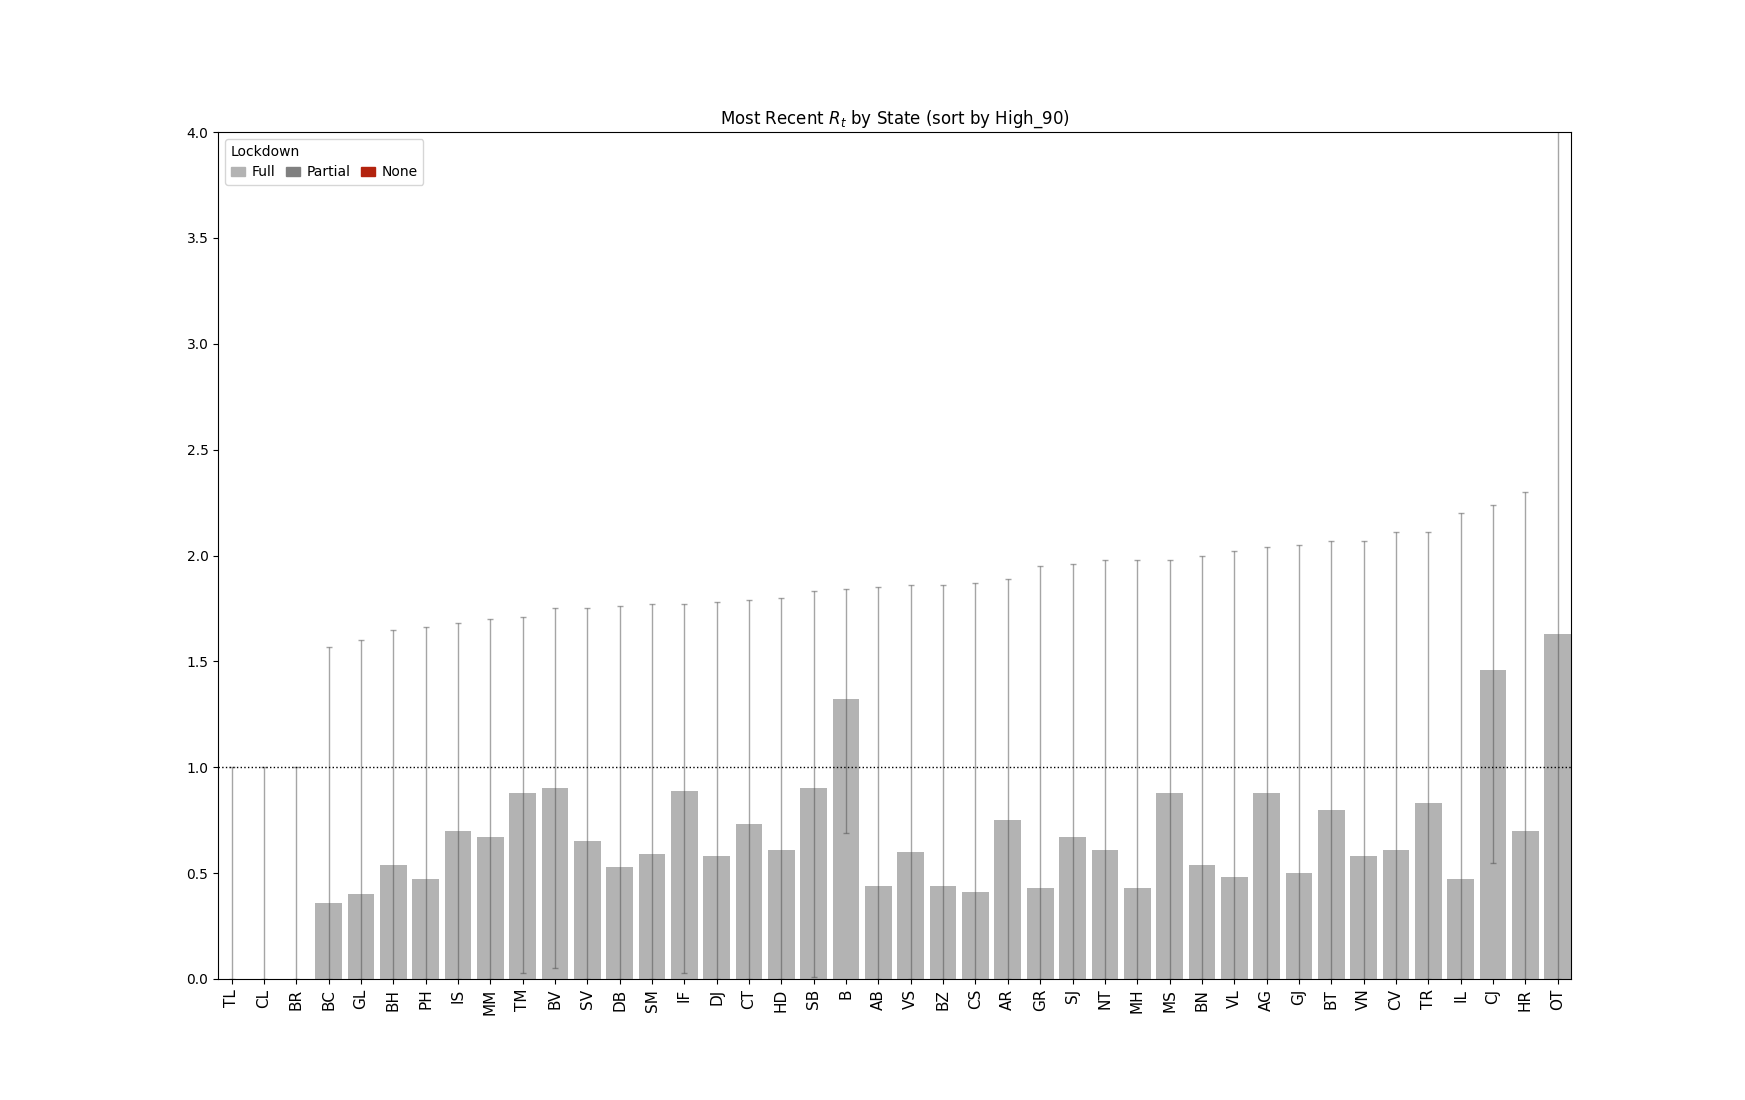 Most Recent R_t by State (sort by High_90)
Lockdown
Full Partial None
4.0
3.5
3.0
2.5
2.0
1.5
1.0
0.5
0.0
TL CL BR BC GL BH PH IS MM TM BV SV DB SM IF DJ CT HD SB B AB VS BZ CS AR GR SJ NT MH MS BN VL AG GJ BT VN CV TR IL CJ HR OT